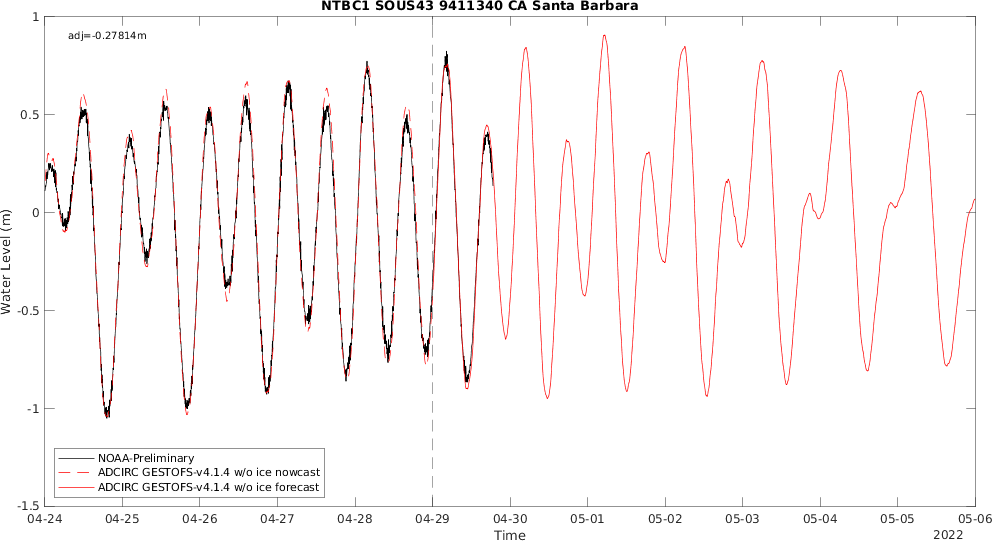 NTBC1 SOUS43 9411340 CA Santa Barbara
adj=-0.27814m
1
0.5
0
-0.5
-1
-1.5
Water Level (m)
NOAA-Preliminary
ADCIRC GESTOFS-v4.1.4 w/o ice nowcast
ADCIRC GESTOFS-v4.1.4 w/o ice forecast
04-24 04-25 04-26 04-27 04-28 04-29 04-30 05-01 05-02 05-03 05-04 05-05 05-06
Time
2022